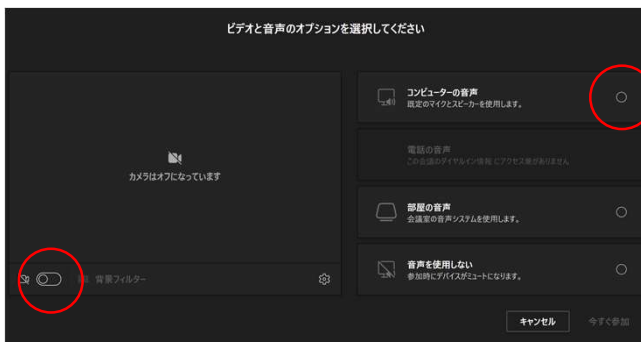 ビデオと音声のオプションを選択してください
カメラはオフになっています
背景フィルター
コンピューターの音声
既定のマイクとスピーカーを使用します。
電話の音声
この会議のダイヤルイン情報 にアクセス権がありません
部屋の音声
会議室の音声システムを使用します。
音声を使用しない
参加時にデバイスがミュートになります。
キャンセル
今すぐ参加